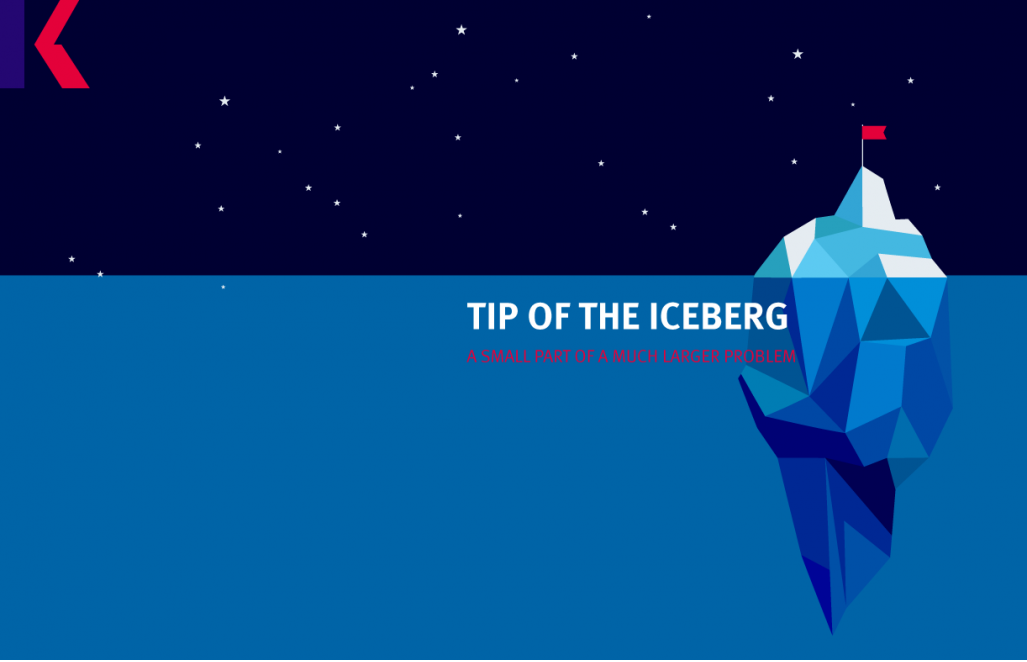 TIP OF THE ICEBERG
A SMALL PART OF A MUCH LARGER PROBLEM